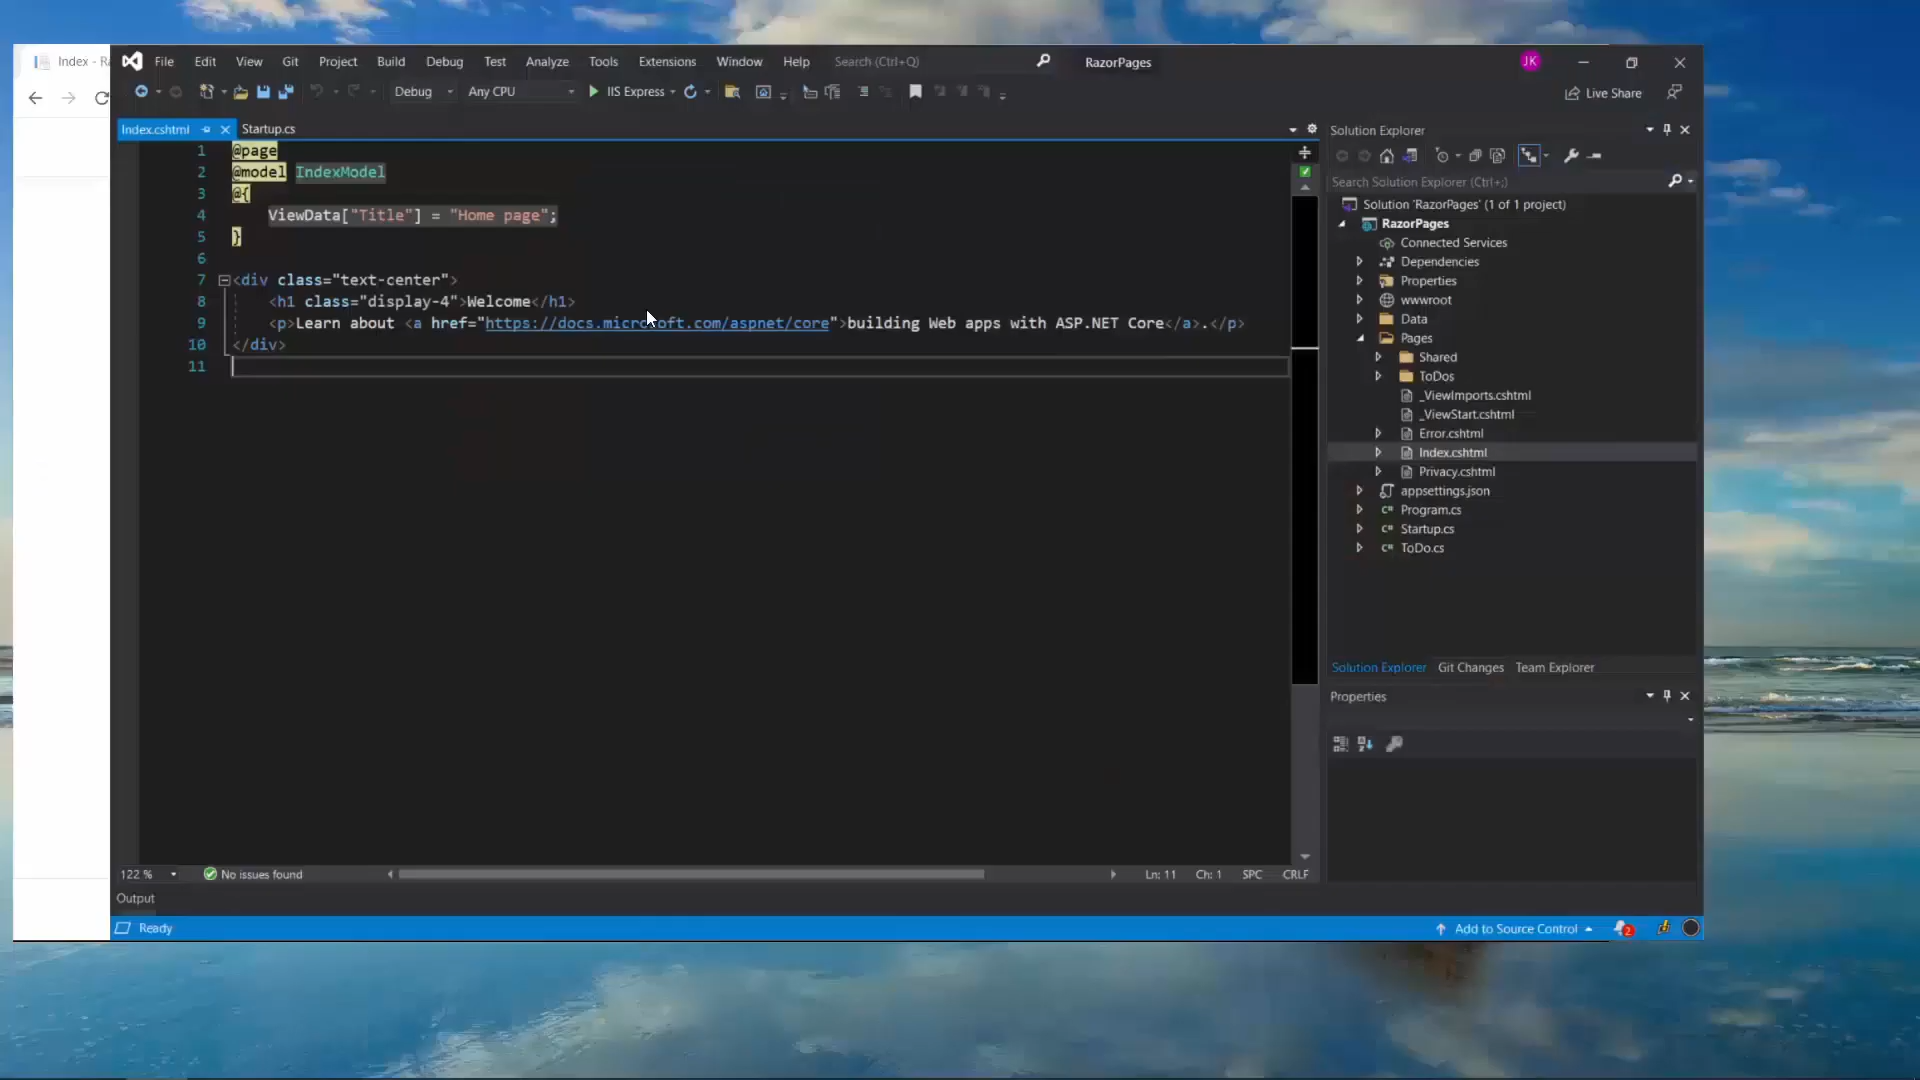 Index - Ra
File Edit View Git Project Build Debug Test Analyze Tools Extensions Window Help Search (Ctrl+Q) RazorPages JK
Debug Any CPU IIS Express Live Share
Index.cshtml Startup.cs
1 @page
2 @model IndexModel
3 @{
4 ViewData["Title"] = "Home page";
5 }
6
7 <div class="text-center">
8 <h1 class="display-4">Welcome</h1>
9 <p>Learn about <a href="https://docs.microsoft.com/aspnet/core">building Web apps with ASP.NET Core</a>.</p>
10 </div>
11
122 % No issues found Ln: 11 Ch: 1 SPC CRLF
Output
Solution Explorer
Search Solution Explorer (Ctrl+;)
Solution 'RazorPages' (1 of 1 project)
RazorPages
Connected Services
Dependencies
Properties
wwwroot
Data
Pages
Shared
ToDos
_ViewImports.cshtml
_ViewStart.cshtml
Error.cshtml
Index.cshtml
Privacy.cshtml
appsettings.json
C# Program.cs
C# Startup.cs
C# ToDo.cs
Solution Explorer Git Changes Team Explorer
Properties
Ready Add to Source Control 2